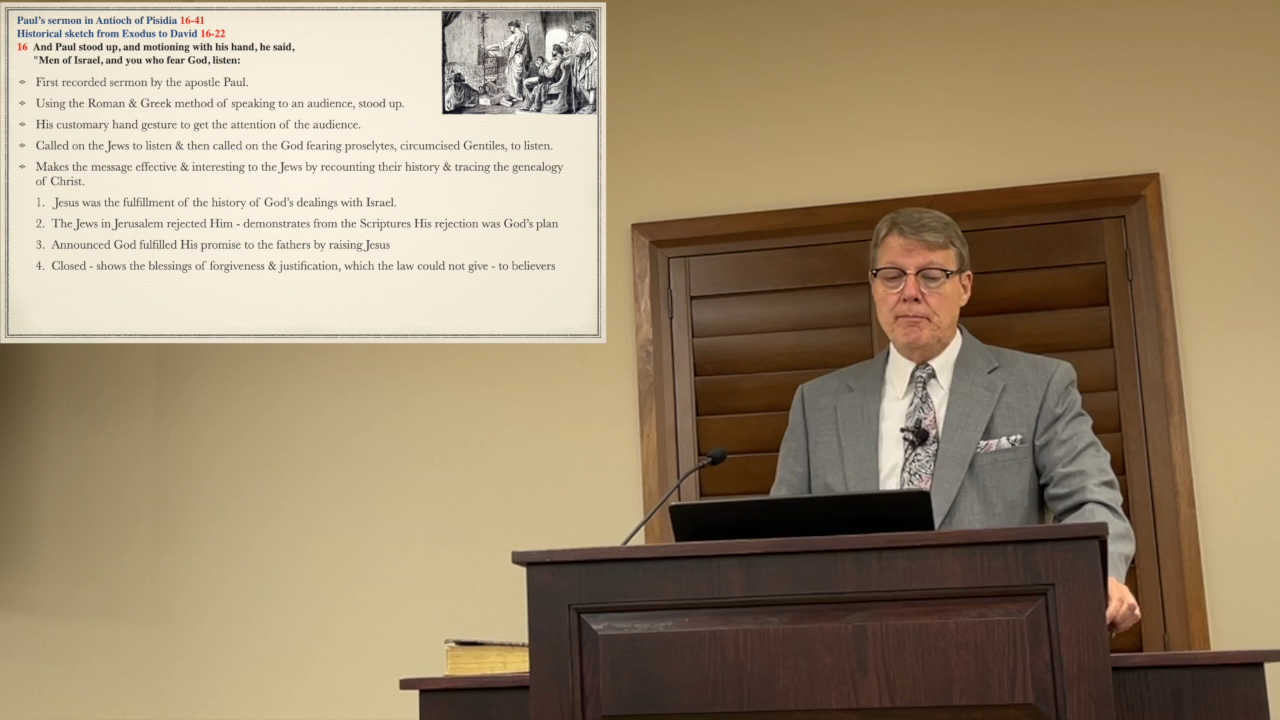 Paul's sermon in Antioch of Pisidia 16-41
Historical sketch from Exodus to David 16-22
16 And Paul stood up, and motioning with his hand, he said,
"Men of Israel, and you who fear God, listen:
First recorded sermon by the apostle Paul.
Using the Roman & Greek method of speaking to an audience, stood up.
His customary hand gesture to get the attention of the audience.
Called on the Jews to listen & then called on the God fearing proselytes, circumcised Gentiles, to listen.
Makes the message effective & interesting to the Jews by recounting their history & tracing the genealogy
of Christ.
1. Jesus was the fulfillment of the history of God's dealings with Israel.
2. The Jews in Jerusalem rejected Him - demonstrates from the Scriptures His rejection was God's plan
3. Announced God fulfilled His promise to the fathers by raising Jesus
4. Closed - shows the blessings of forgiveness & justification, which the law could not give - to believers